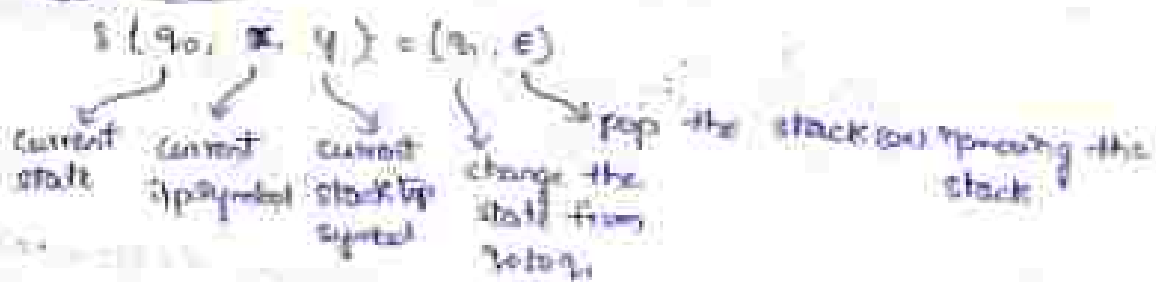 δ (q₀, x, y) = (q₁, ε)
current state
current i/p symbol
current stack top symbol
change the state from q₀ to q₁
pop the stack (or) removing the stack